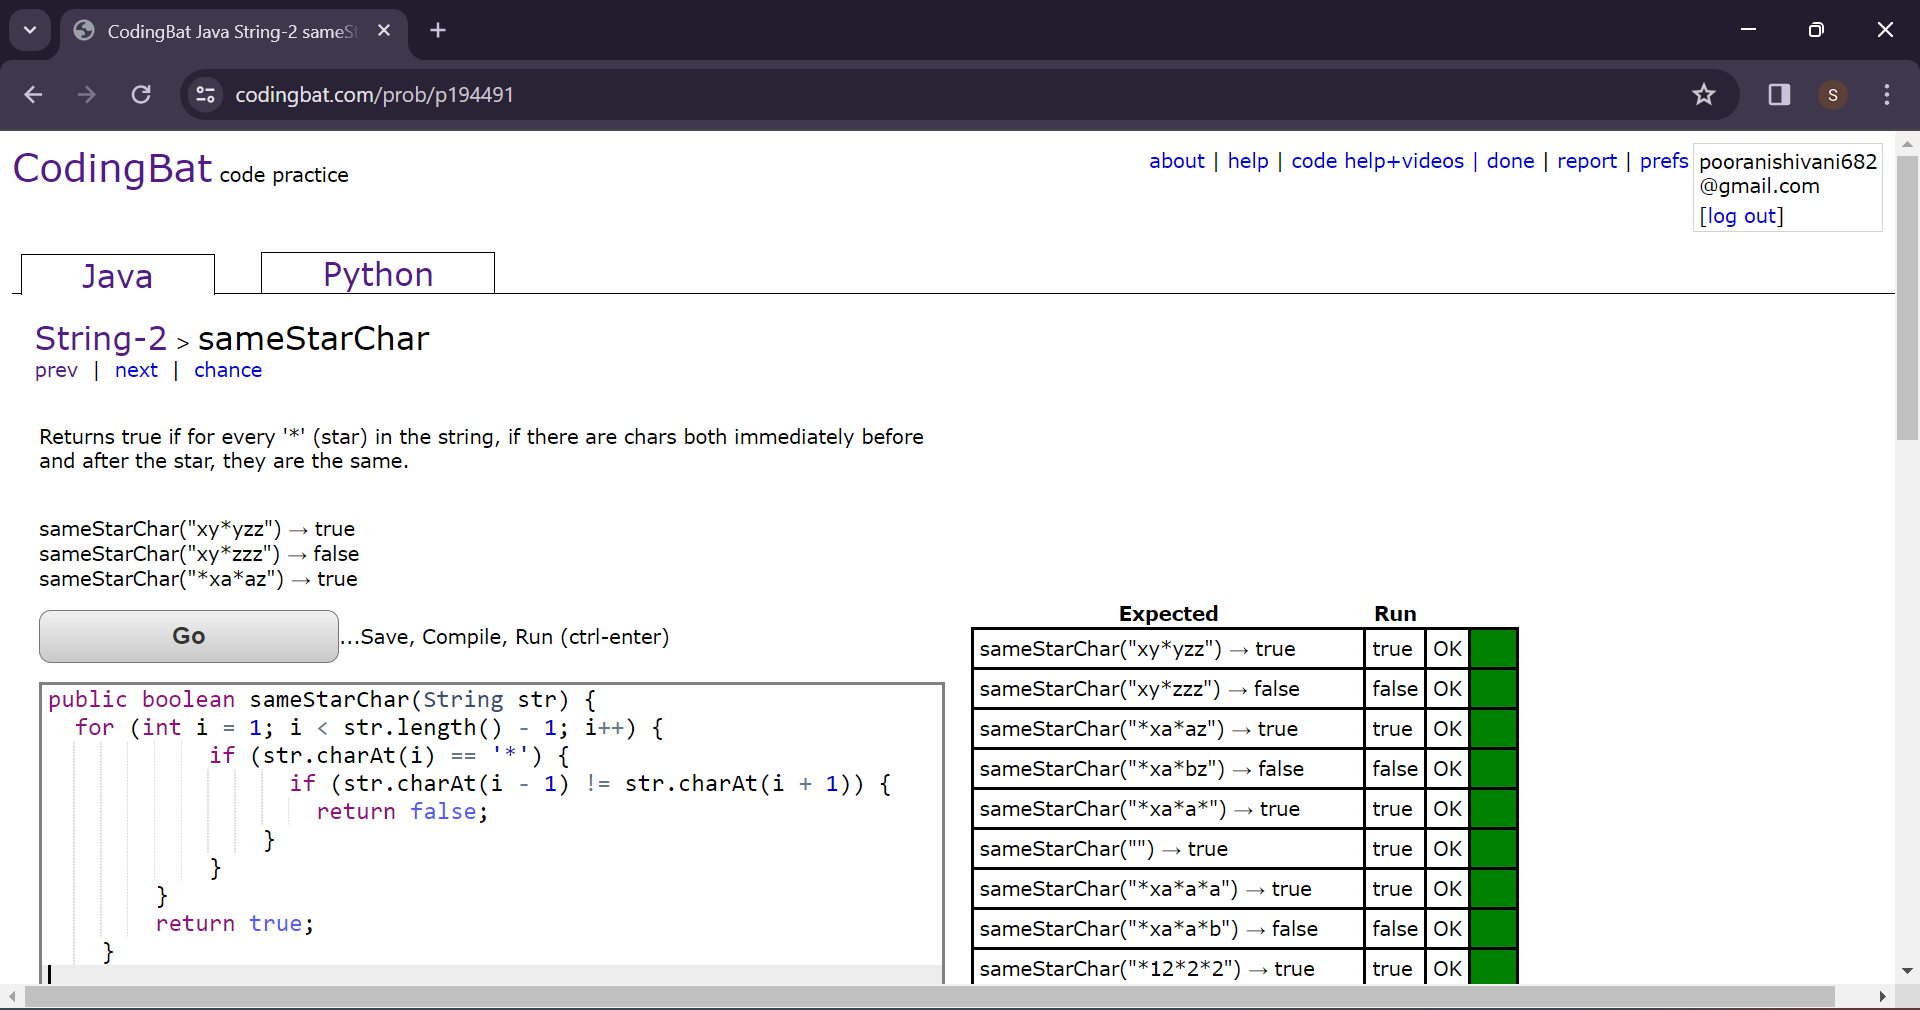 CodingBat Java String-2 sameSt
codingbat.com/prob/p194491
S
CodingBat code practice
about | help | code help+videos | done | report | prefs
pooranishivani682
@gmail.com
[log out]
Java
Python
String-2 > sameStarChar
prev | next | chance
Returns true if for every '*' (star) in the string, if there are chars both immediately before
and after the star, they are the same.
sameStarChar("xy*yzz") → true
sameStarChar("xy*zzz") → false
sameStarChar("*xa*az") → true
Go
...Save, Compile, Run (ctrl-enter)
public boolean sameStarChar(String str) {
for (int i = 1; i < str.length() - 1; i++) {
if (str.charAt(i) == '*') {
if (str.charAt(i - 1) != str.charAt(i + 1)) {
return false;
}
}
}
return true;
}
Expected Run
sameStarChar("xy*yzz") → true true OK
sameStarChar("xy*zzz") → false false OK
sameStarChar("*xa*az") → true true OK
sameStarChar("*xa*bz") → false false OK
sameStarChar("*xa*a*") → true true OK
sameStarChar("") → true true OK
sameStarChar("*xa*a*a") → true true OK
sameStarChar("*xa*a*b") → false false OK
sameStarChar("*12*2*2") → true true OK